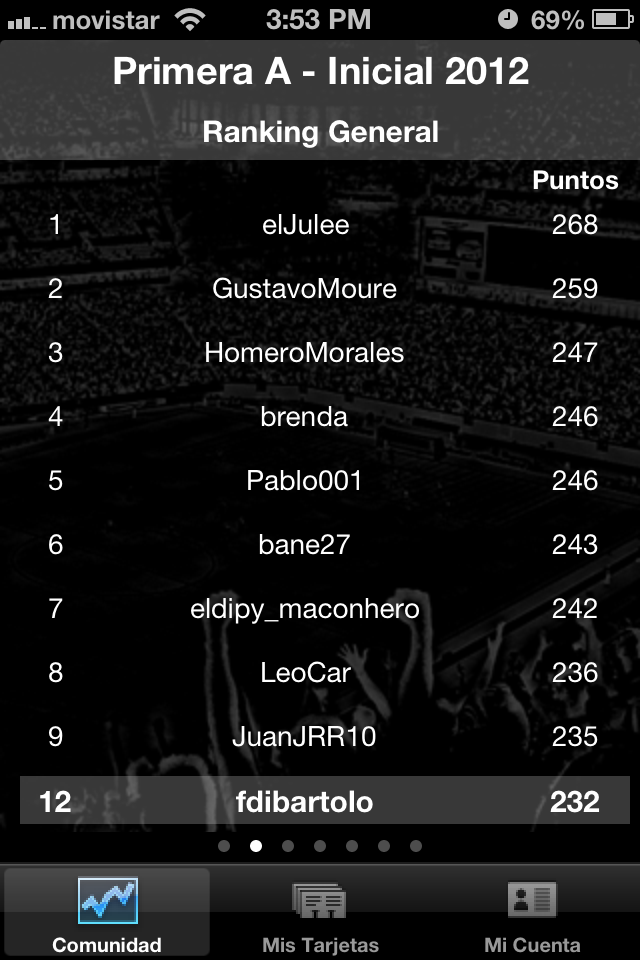 movistar 3:53 PM 69%
Primera A - Inicial 2012
Ranking General
Puntos
1 elJulee 268
2 GustavoMoure 259
3 HomeroMorales 247
4 brenda 246
5 Pablo001 246
6 bane27 243
7 eldipy_maconhero 242
8 LeoCar 236
9 JuanJRR10 235
12 fdibartolo 232
Comunidad Mis Tarjetas Mi Cuenta